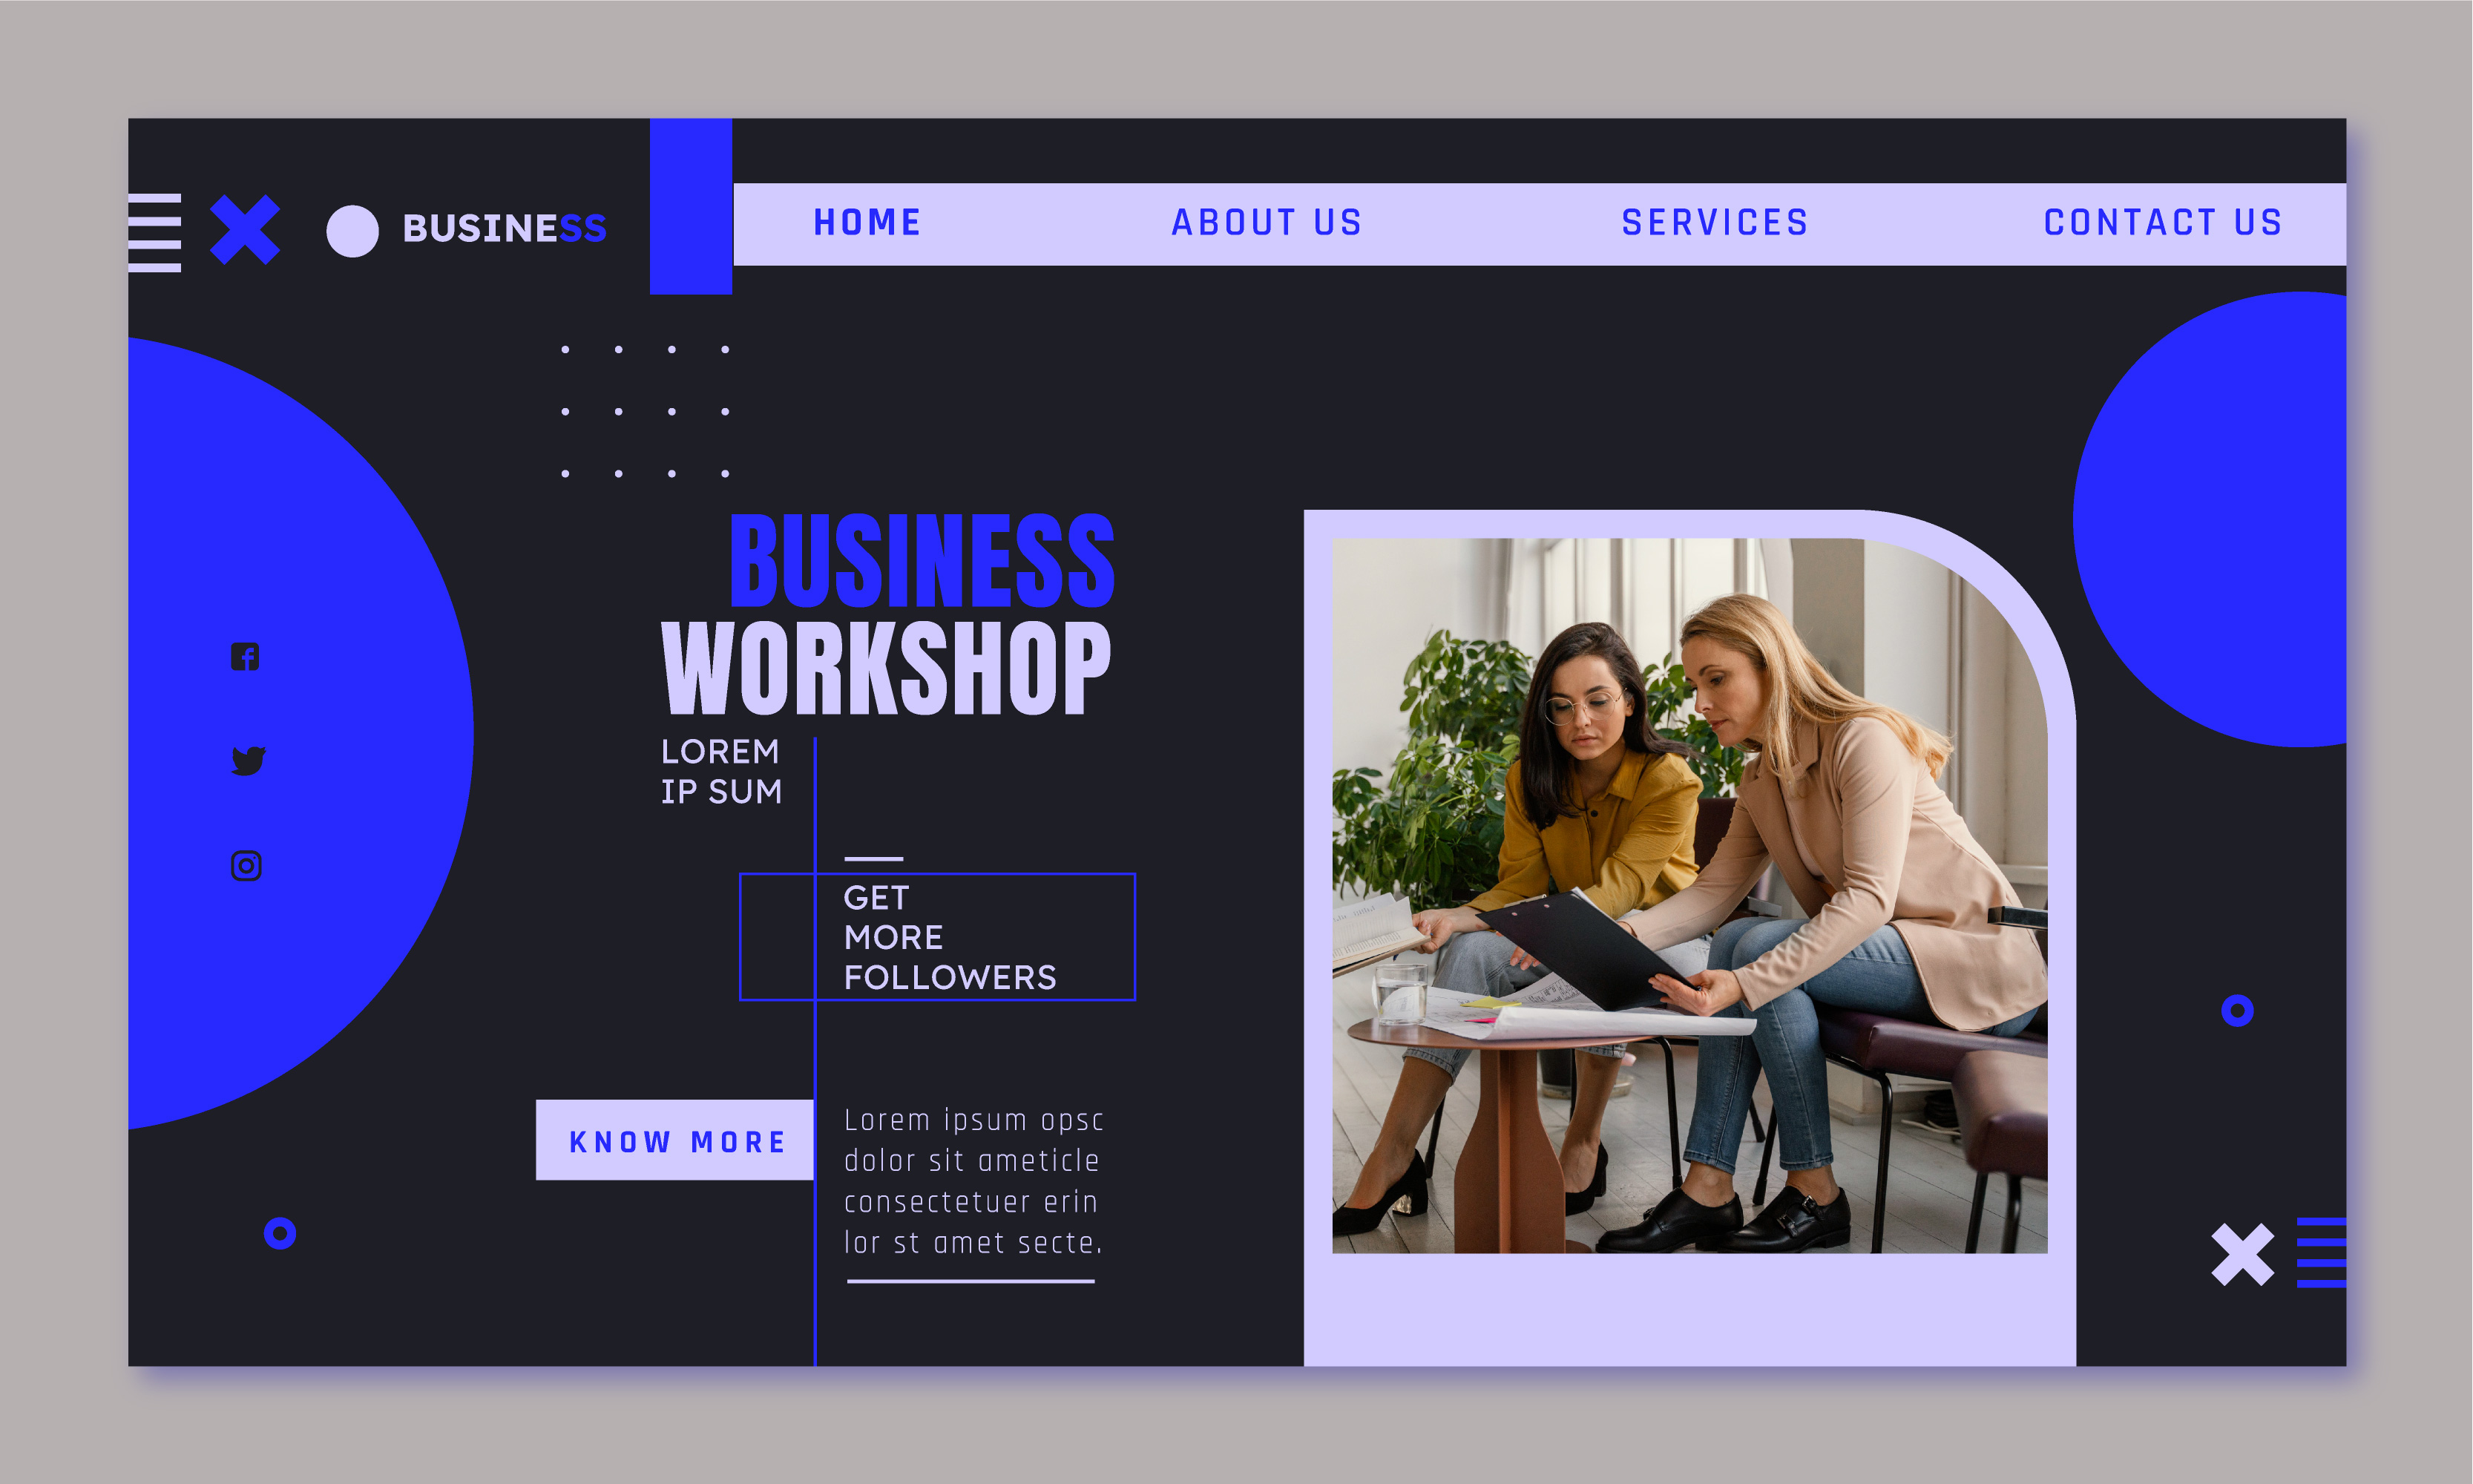 BUSINESS
HOME
ABOUT US
SERVICES
CONTACT US
BUSINESS
WORKSHOP
LOREM
IP SUM
GET
MORE
FOLLOWERS
KNOW MORE
Lorem ipsum opsc
dolor sit ameticle
consectetuer erin
lor st amet secte.